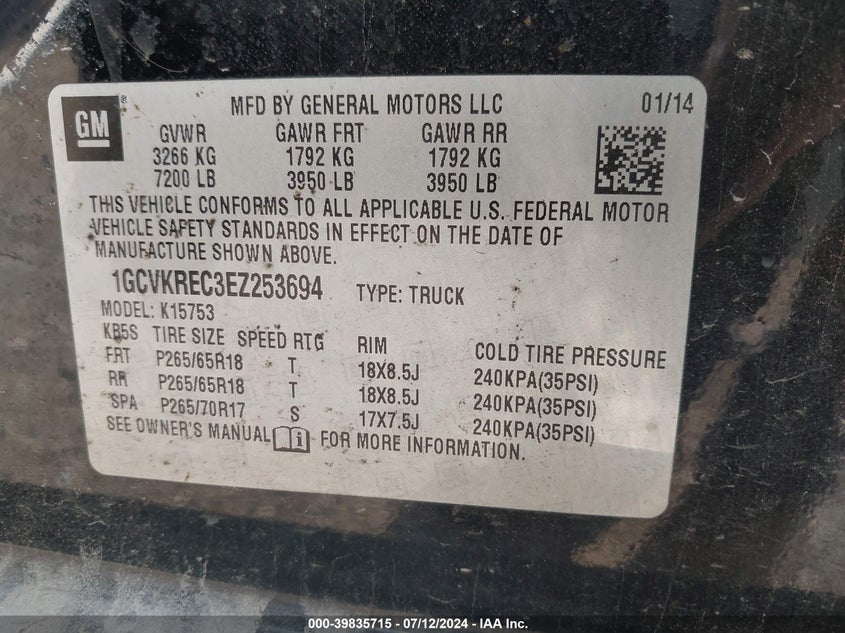 GM
MFD BY GENERAL MOTORS LLC 01/14
GVWR GAWR FRT GAWR RR
3266 KG 1792 KG 1792 KG
7200 LB 3950 LB 3950 LB
THIS VEHICLE CONFORMS TO ALL APPLICABLE U.S. FEDERAL MOTOR
VEHICLE SAFETY STANDARDS IN EFFECT ON THE DATE OF
MANUFACTURE SHOWN ABOVE.
1GCVKREC3EZ253694 TYPE: TRUCK
MODEL: K15753
KB5S TIRE SIZE SPEED RTG RIM COLD TIRE PRESSURE
FRT P265/65R18 T 18X8.5J 240KPA(35PSI)
RR P265/65R18 T 18X8.5J 240KPA(35PSI)
SPA P265/70R17 S 17X7.5J 240KPA(35PSI)
SEE OWNER'S MANUAL FOR MORE INFORMATION.
000-39835715 - 07/12/2024 - IAA Inc.